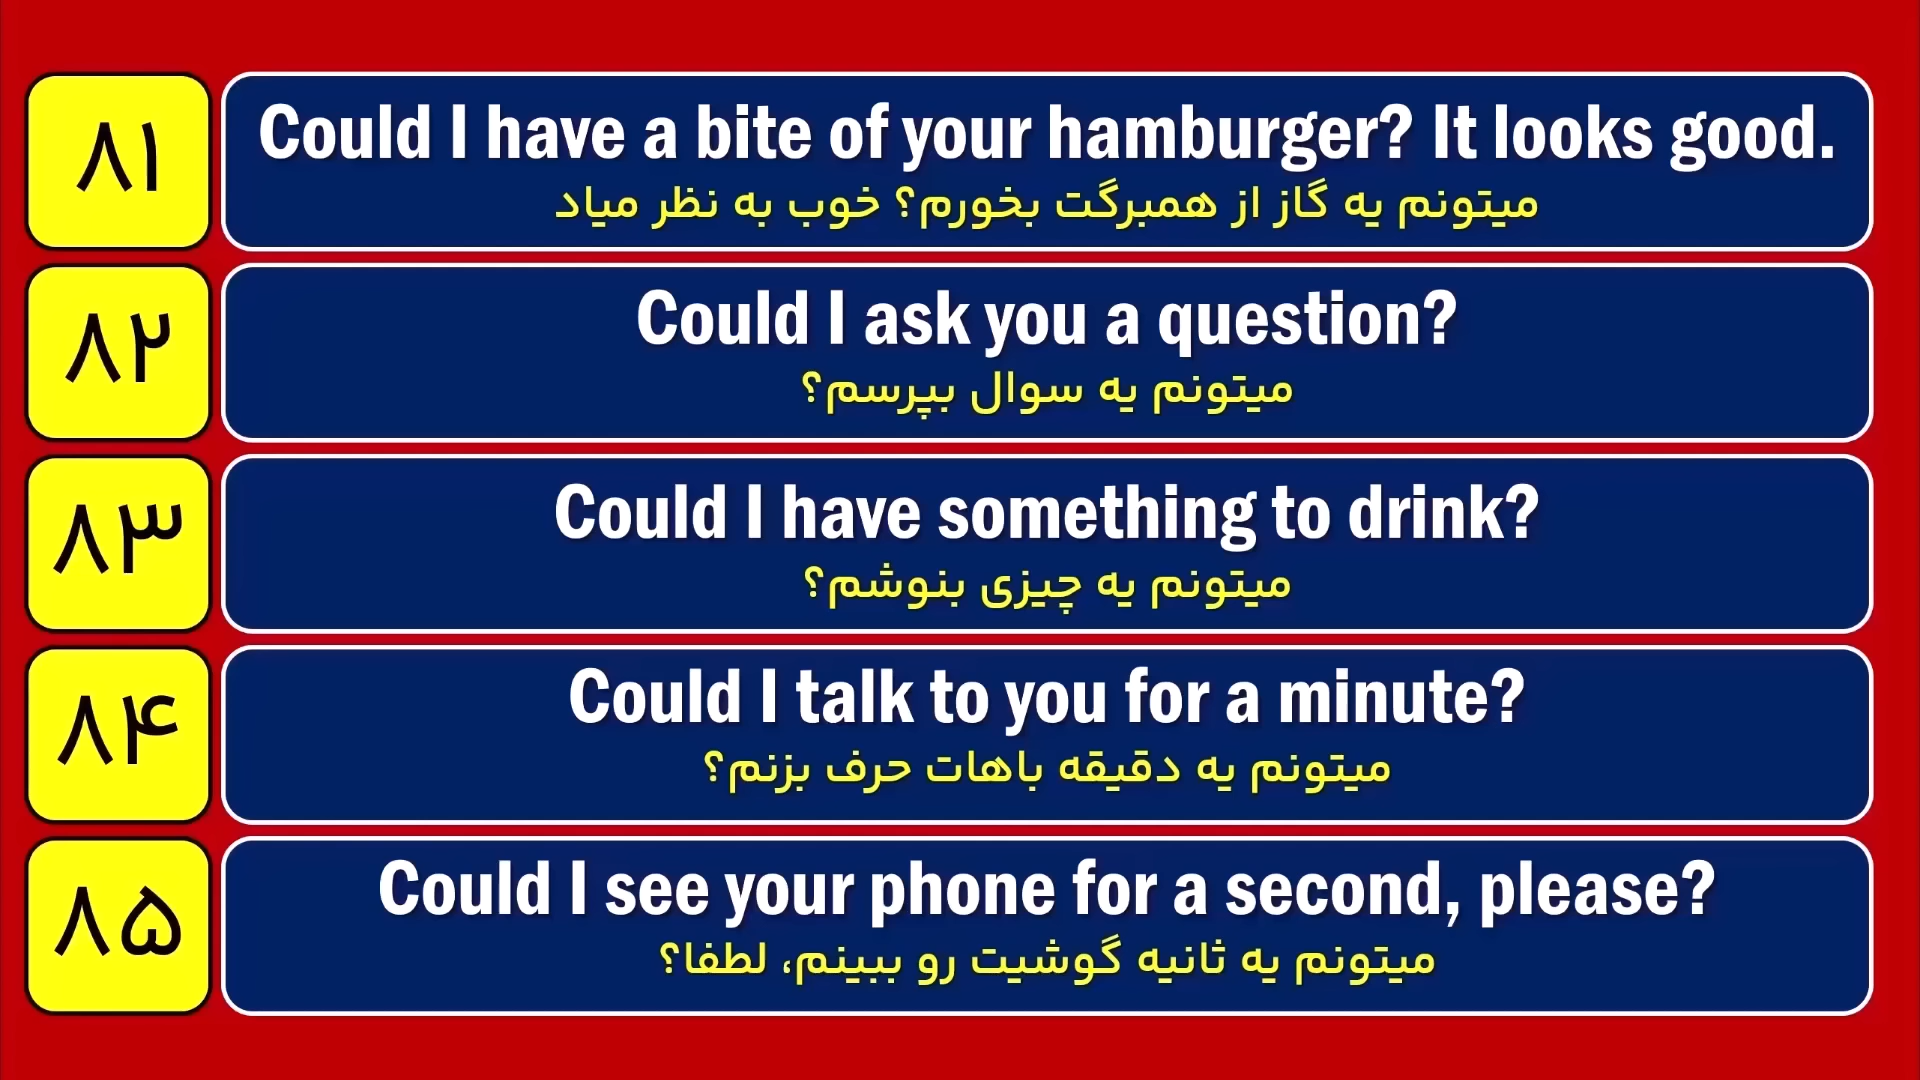 ۸۱
Could I have a bite of your hamburger? It looks good.
میتونم یه گاز از همبرگت بخورم؟ خوب به نظر میاد
۸۲
Could I ask you a question?
میتونم یه سوال بپرسم؟
۸۳
Could I have something to drink?
میتونم یه چیزی بنوشم؟
۸۴
Could I talk to you for a minute?
میتونم یه دقیقه باهات حرف بزنم؟
۸۵
Could I see your phone for a second, please?
میتونم یه ثانیه گوشیت رو ببینم، لطفا؟